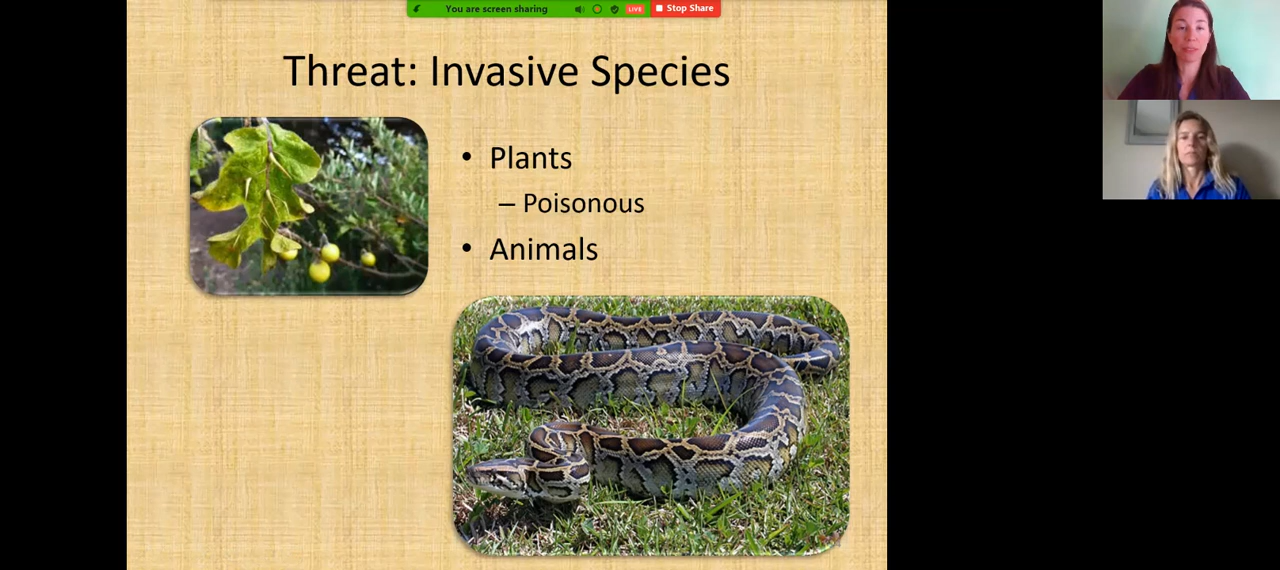 You are screen sharing
LIVE
Stop Share
Threat: Invasive Species
• Plants
– Poisonous
• Animals